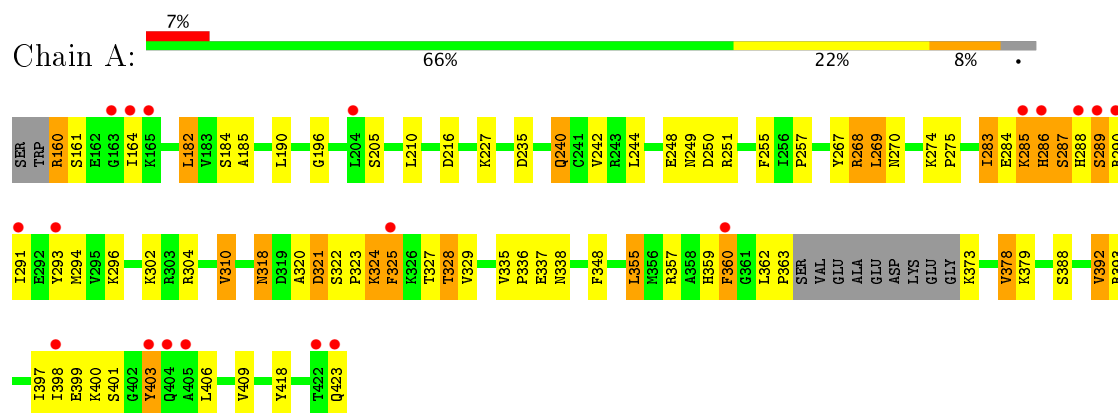 7%
Chain A:
66% 22% 8% •
SER TRP R160 S161 E162 G163 I164 K165 L182 V183 S184 A185 L190 G196 L204 S205 L210 D216 K227 D235 Q240 C241 V242 R243 L244 E248 N249 D250 R251 F255 I256 P257 Y267 R268 L269 N270 K274 P275 I283 E284 K285 H286 S287 H288 S289
I291 E292 Y293 M294 V295 K296 K302 R303 R304 V310 N318 D319 A320 D321 S322 P323 K324 F325 K326 T327 T328 V329 V335 P336 E337 N338 F348 L355 M356 R357 A358 H359 F360 G361 L362 P363 SER VAL GLU ALA GLU ASP LYS GLU GLY K373 V378 K379 S388 V392
I397 I398 E399 K400 S401 G402 Y403 Q404 A405 L406 V409 Y418 T422 Q423